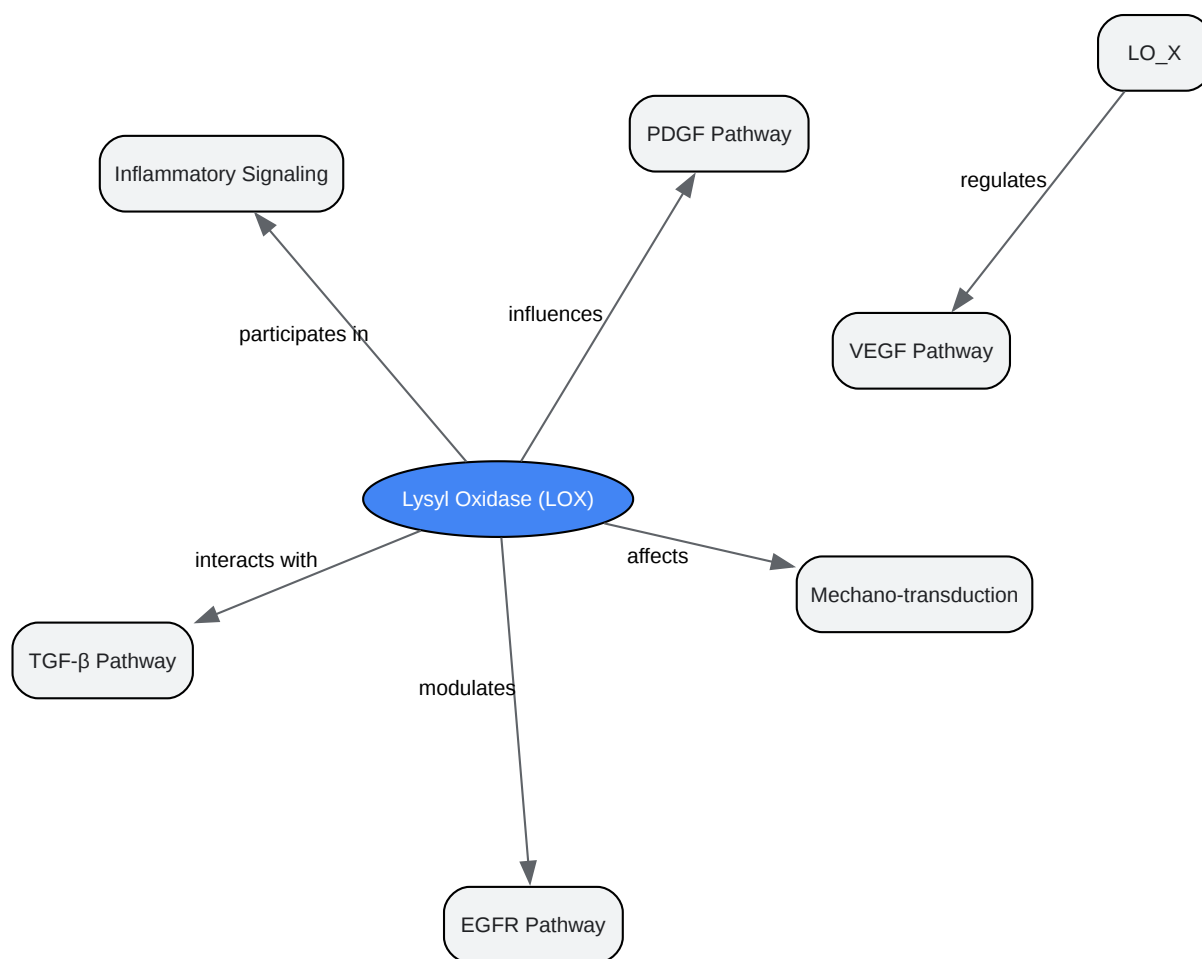 LO_X
PDGF Pathway
Inflammatory Signaling
regulates
influences
participates in
VEGF Pathway
Lysyl Oxidase (LOX)
interacts with
affects
Mechano-transduction
TGF-β Pathway
modulates
EGFR Pathway